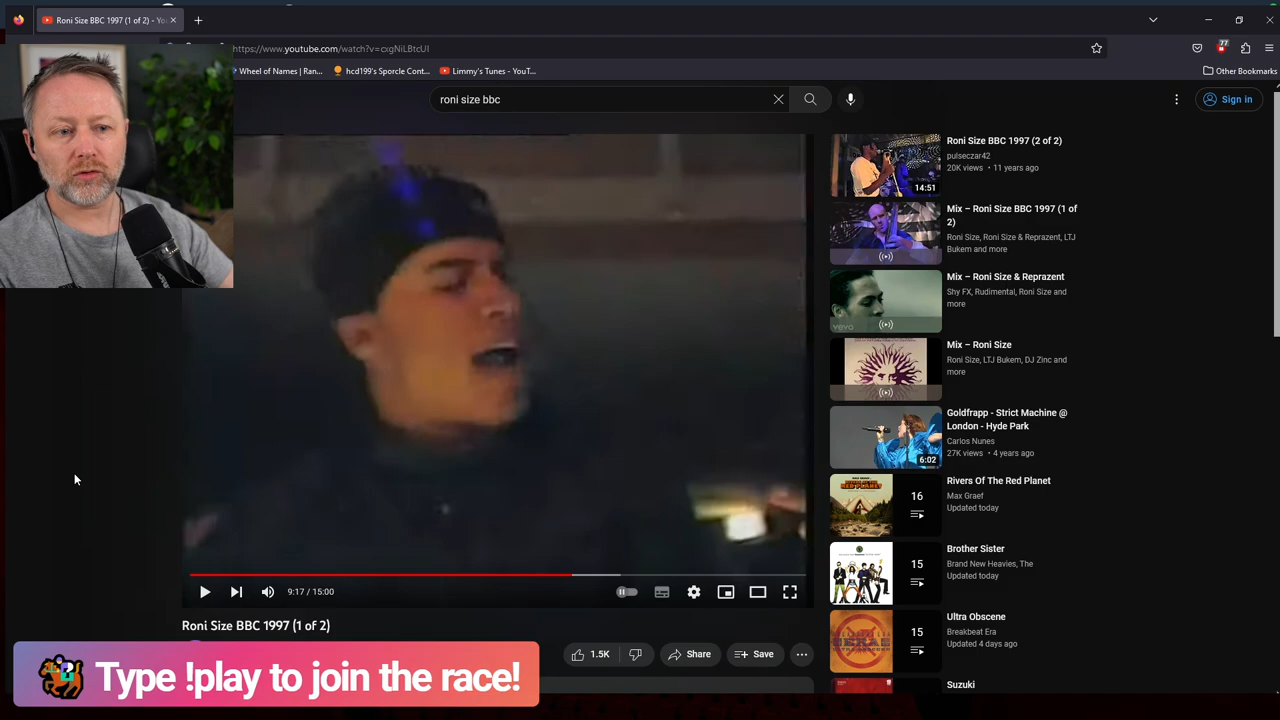 Roni Size BBC 1997 (1 of 2) - Yo
https://www.youtube.com/watch?v=cxgNiLBtcUI
77
Wheel of Names | Ran...
hcd199's Sporcle Cont...
Limmy's Tunes - YouT...
Other Bookmarks
roni size bbc
Sign in
Roni Size BBC 1997 (2 of 2)
pulseczar42
20K views • 11 years ago
14:51
Mix – Roni Size BBC 1997 (1 of
2)
Roni Size, Roni Size & Reprazent, LTJ
Bukem and more
Mix – Roni Size & Reprazent
Shy FX, Rudimental, Roni Size and
more
vevo
Mix – Roni Size
Roni Size, LTJ Bukem, DJ Zinc and
more
Goldfrapp - Strict Machine @
London - Hyde Park
Carlos Nunes
27K views • 4 years ago
6:02
Rivers Of The Red Planet
Max Graef
Updated today
16
Brother Sister
Brand New Heavies, The
Updated today
15
Ultra Obscene
Breakbeat Era
Updated 4 days ago
15
Suzuki
9:17 / 15:00
Roni Size BBC 1997 (1 of 2)
1.5K
Share
Save
Type !play to join the race!